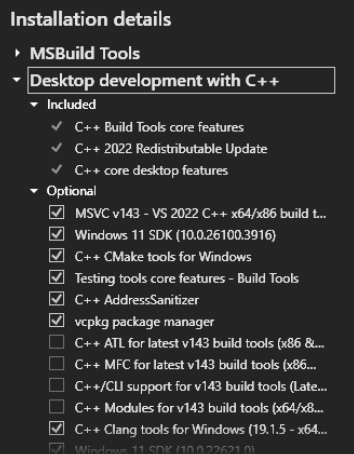 Installation details
MSBuild Tools
Desktop development with C++
Included
C++ Build Tools core features
C++ 2022 Redistributable Update
C++ core desktop features
Optional
MSVC v143 - VS 2022 C++ x64/x86 build t...
Windows 11 SDK (10.0.26100.3916)
C++ CMake tools for Windows
Testing tools core features - Build Tools
C++ AddressSanitizer
vcpkg package manager
C++ ATL for latest v143 build tools (x86 &...
C++ MFC for latest v143 build tools (x86...
C++/CLI support for v143 build tools (Late...
C++ Modules for v143 build tools (x64/x8...
C++ Clang tools for Windows (19.1.5 - x64...
Windows 11 SDK (10.0.22621.0)